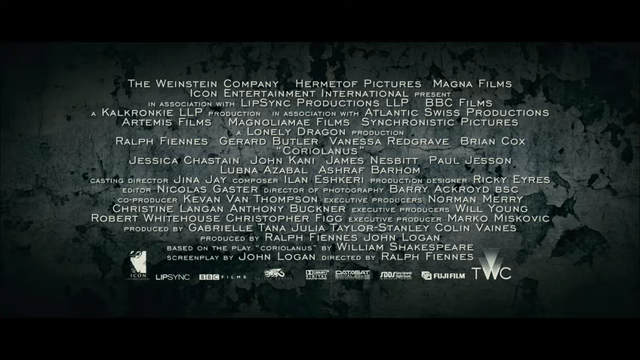 THE WEINSTEIN COMPANY HERMETOF PICTURES MAGNA FILMS
ICON ENTERTAINMENT INTERNATIONAL PRESENT
IN ASSOCIATION WITH LIPSYNC PRODUCTIONS LLP BBC FILMS
A KALKRONKIE LLP PRODUCTION IN ASSOCIATION WITH ATLANTIC SWISS PRODUCTIONS
ARTEMIS FILMS MAGNOLIAMAE FILMS SYNCHRONISTIC PICTURES
A LONELY DRAGON PRODUCTION
RALPH FIENNES GERARD BUTLER VANESSA REDGRAVE BRIAN COX
"CORIOLANUS"
JESSICA CHASTAIN JOHN KANI JAMES NESBITT PAUL JESSON
LUBNA AZABAL ASHRAF BARHOM
CASTING DIRECTOR JINA JAY COMPOSER ILAN ESHKERI PRODUCTION DESIGNER RICKY EYRES
EDITOR NICOLAS GASTER DIRECTOR OF PHOTOGRAPHY BARRY ACKROYD BSC
CO-PRODUCER KEVAN VAN THOMPSON EXECUTIVE PRODUCERS NORMAN MERRY
CHRISTINE LANGAN ANTHONY BUCKNER EXECUTIVE PRODUCERS WILL YOUNG
ROBERT WHITEHOUSE CHRISTOPHER FIGG EXECUTIVE PRODUCER MARKO MISKOVIC
PRODUCED BY GABRIELLE TANA JULIA TAYLOR-STANLEY COLIN VAINES
PRODUCED BY RALPH FIENNES JOHN LOGAN
BASED ON THE PLAY "CORIOLANUS" BY WILLIAM SHAKESPEARE
SCREENPLAY BY JOHN LOGAN DIRECTED BY RALPH FIENNES
ICON LIPSYNC BBC FILMS DOLBY DATASAT SDDS FUJIFILM TWC